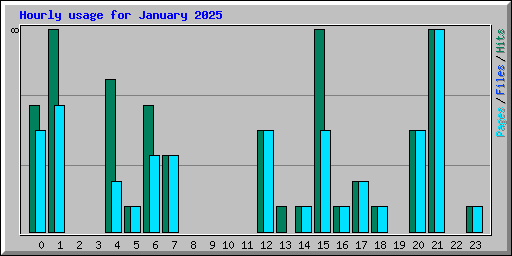 Hourly usage for January 2025
8
Pages / Files / Hits
0 1 2 3 4 5 6 7 8 9 10 11 12 13 14 15 16 17 18 19 20 21 22 23